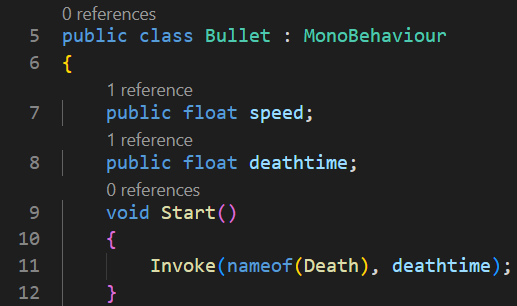 0 references
5 public class Bullet : MonoBehaviour
6 {
1 reference
7 public float speed;
1 reference
8 public float deathtime;
0 references
9 void Start()
10 {
11 Invoke(nameof(Death), deathtime);
12 }